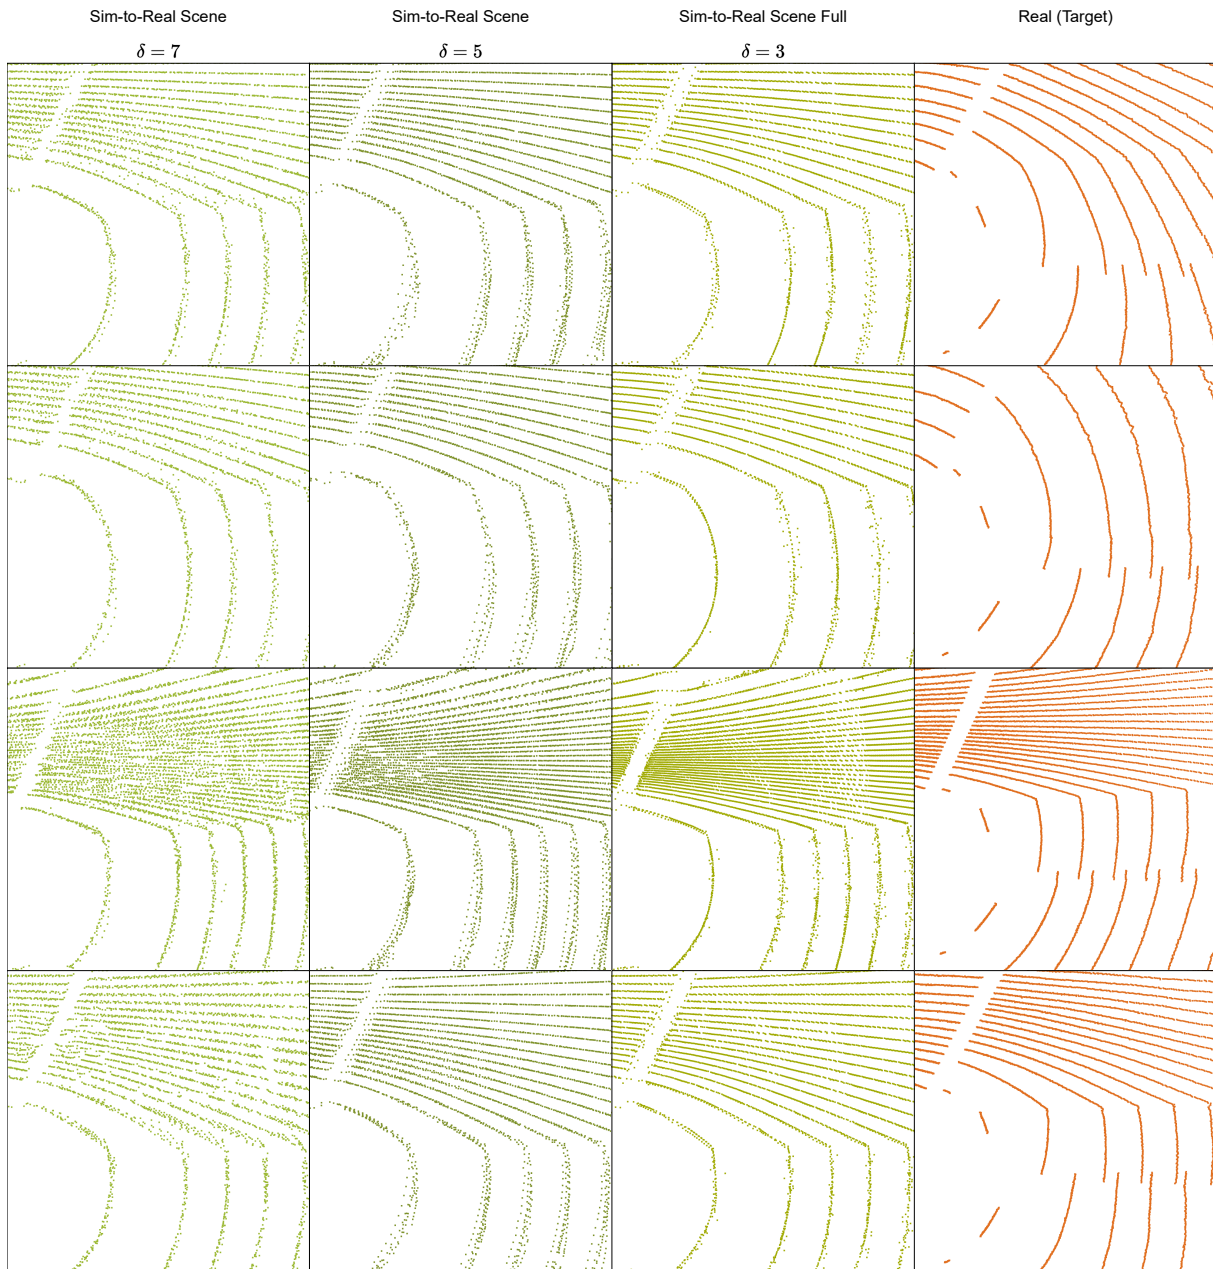 Sim-to-Real Scene Sim-to-Real Scene Sim-to-Real Scene Full Real (Target)
δ = 7 δ = 5 δ = 3